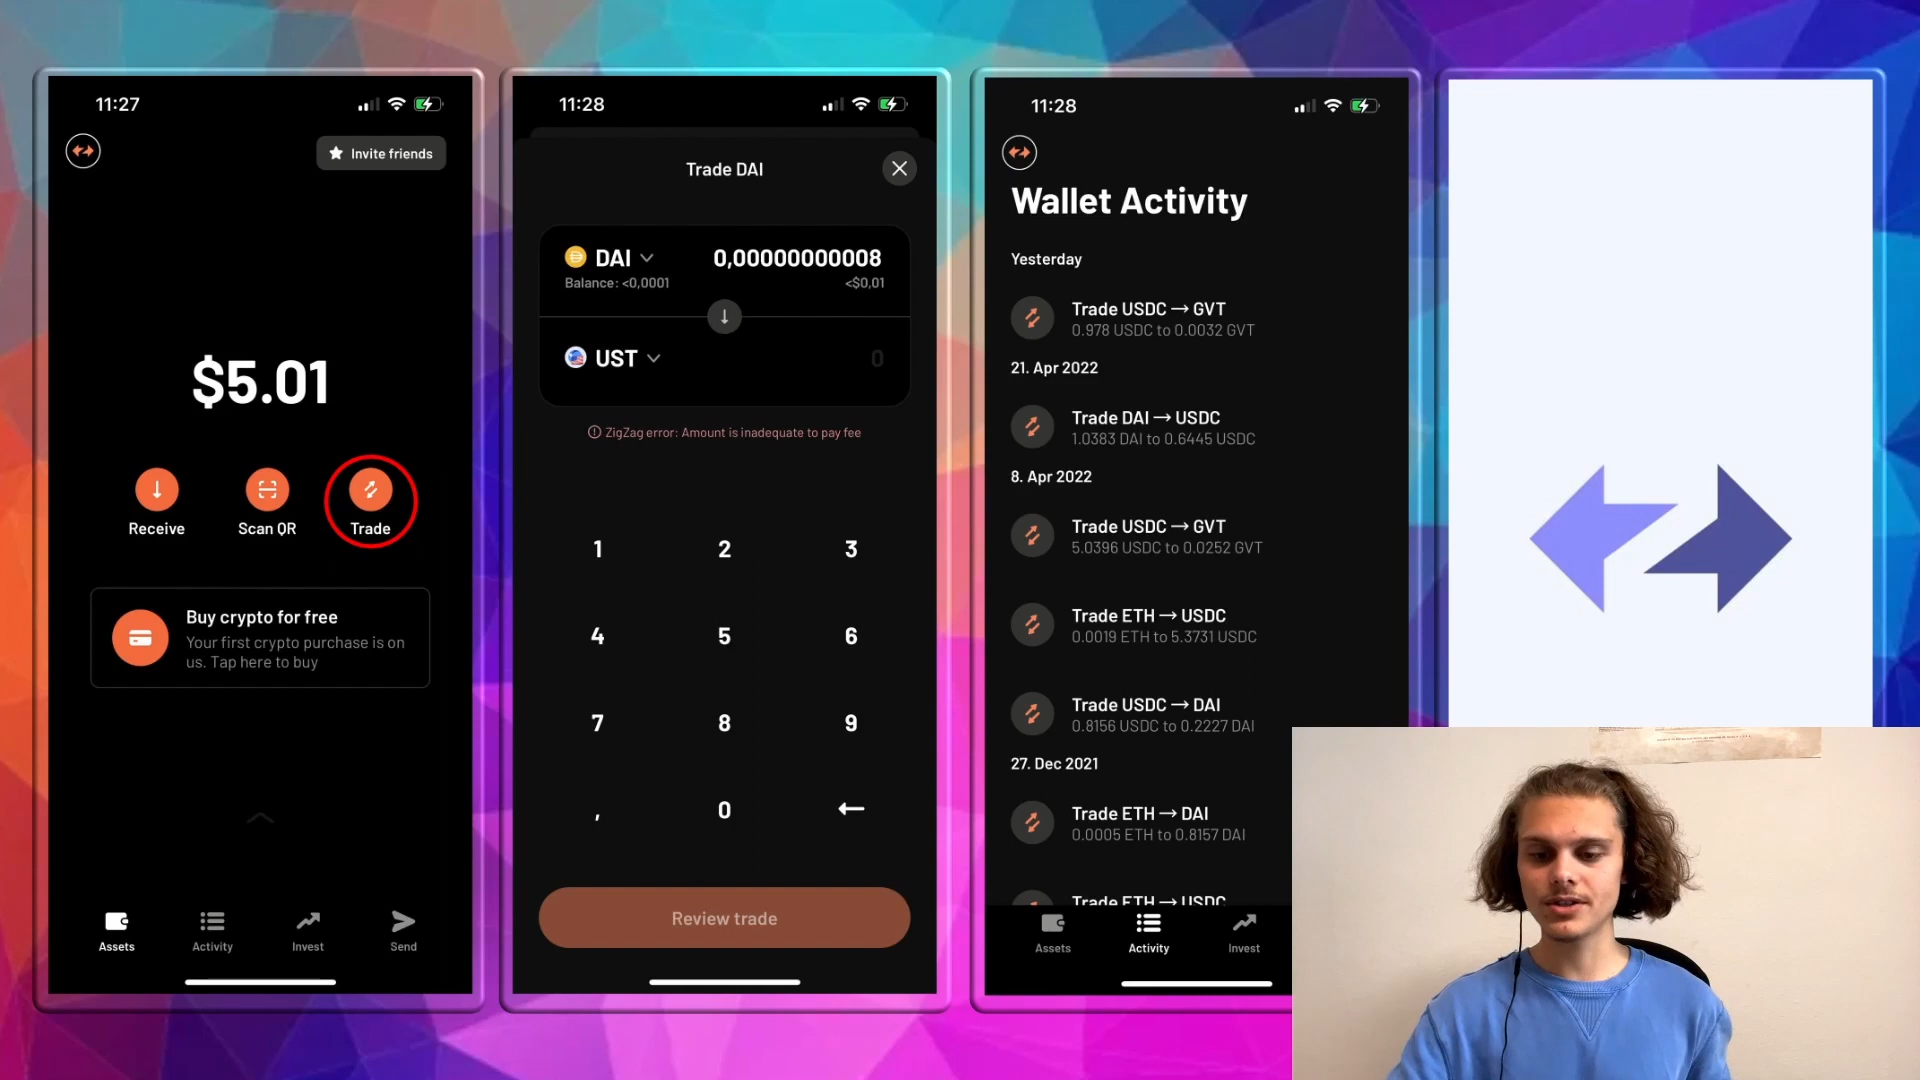 11:27
Invite friends
$5.01
Receive
Scan QR
Trade
Buy crypto for free
Your first crypto purchase is on
us. Tap here to buy
Assets
Activity
Invest
Send
11:28
Trade DAI
DAI
0,00000000008
Balance: <0,0001
<$0,01
UST
0
ZigZag error: Amount is inadequate to pay fee
1
2
3
4
5
6
7
8
9
,
0
Review trade
11:28
Wallet Activity
Yesterday
Trade USDC → GVT
0.978 USDC to 0.0032 GVT
21. Apr 2022
Trade DAI → USDC
1.0383 DAI to 0.6445 USDC
8. Apr 2022
Trade USDC → GVT
5.0396 USDC to 0.0252 GVT
Trade ETH → USDC
0.0019 ETH to 5.3731 USDC
Trade USDC → DAI
0.8156 USDC to 0.2227 DAI
27. Dec 2021
Trade ETH → DAI
0.0005 ETH to 0.8157 DAI
Trade ETH → USDC
Assets
Activity
Invest